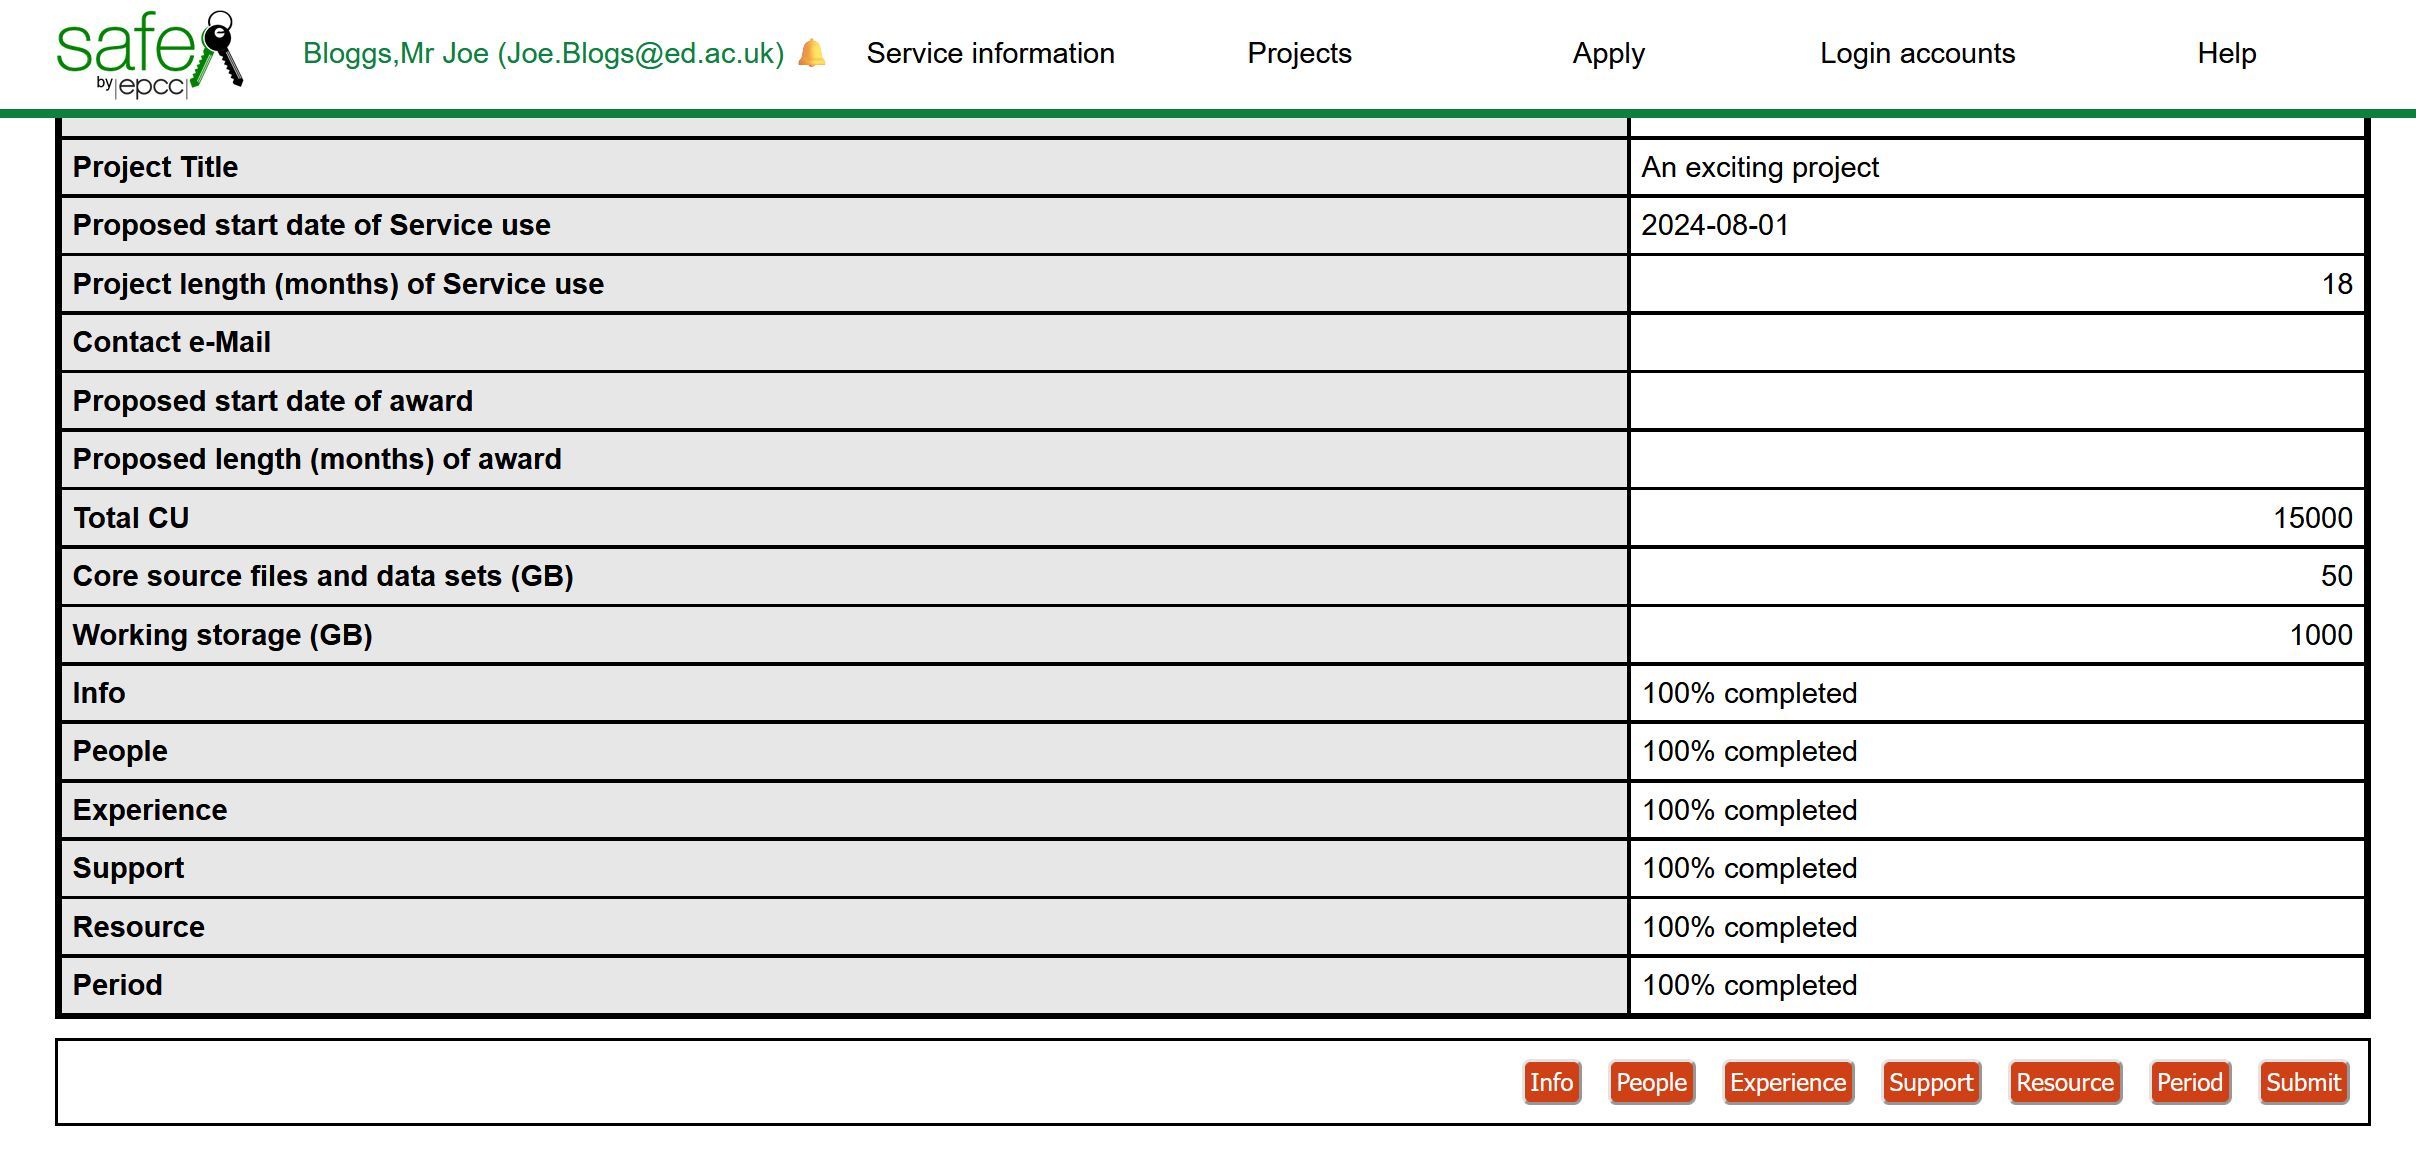 safe
by |epcc|
Bloggs,Mr Joe (Joe.Blogs@ed.ac.uk) Service information Projects Apply Login accounts Help
Project Title An exciting project
Proposed start date of Service use 2024-08-01
Project length (months) of Service use 18
Contact e-Mail
Proposed start date of award
Proposed length (months) of award
Total CU 15000
Core source files and data sets (GB) 50
Working storage (GB) 1000
Info 100% completed
People 100% completed
Experience 100% completed
Support 100% completed
Resource 100% completed
Period 100% completed
Info People Experience Support Resource Period Submit